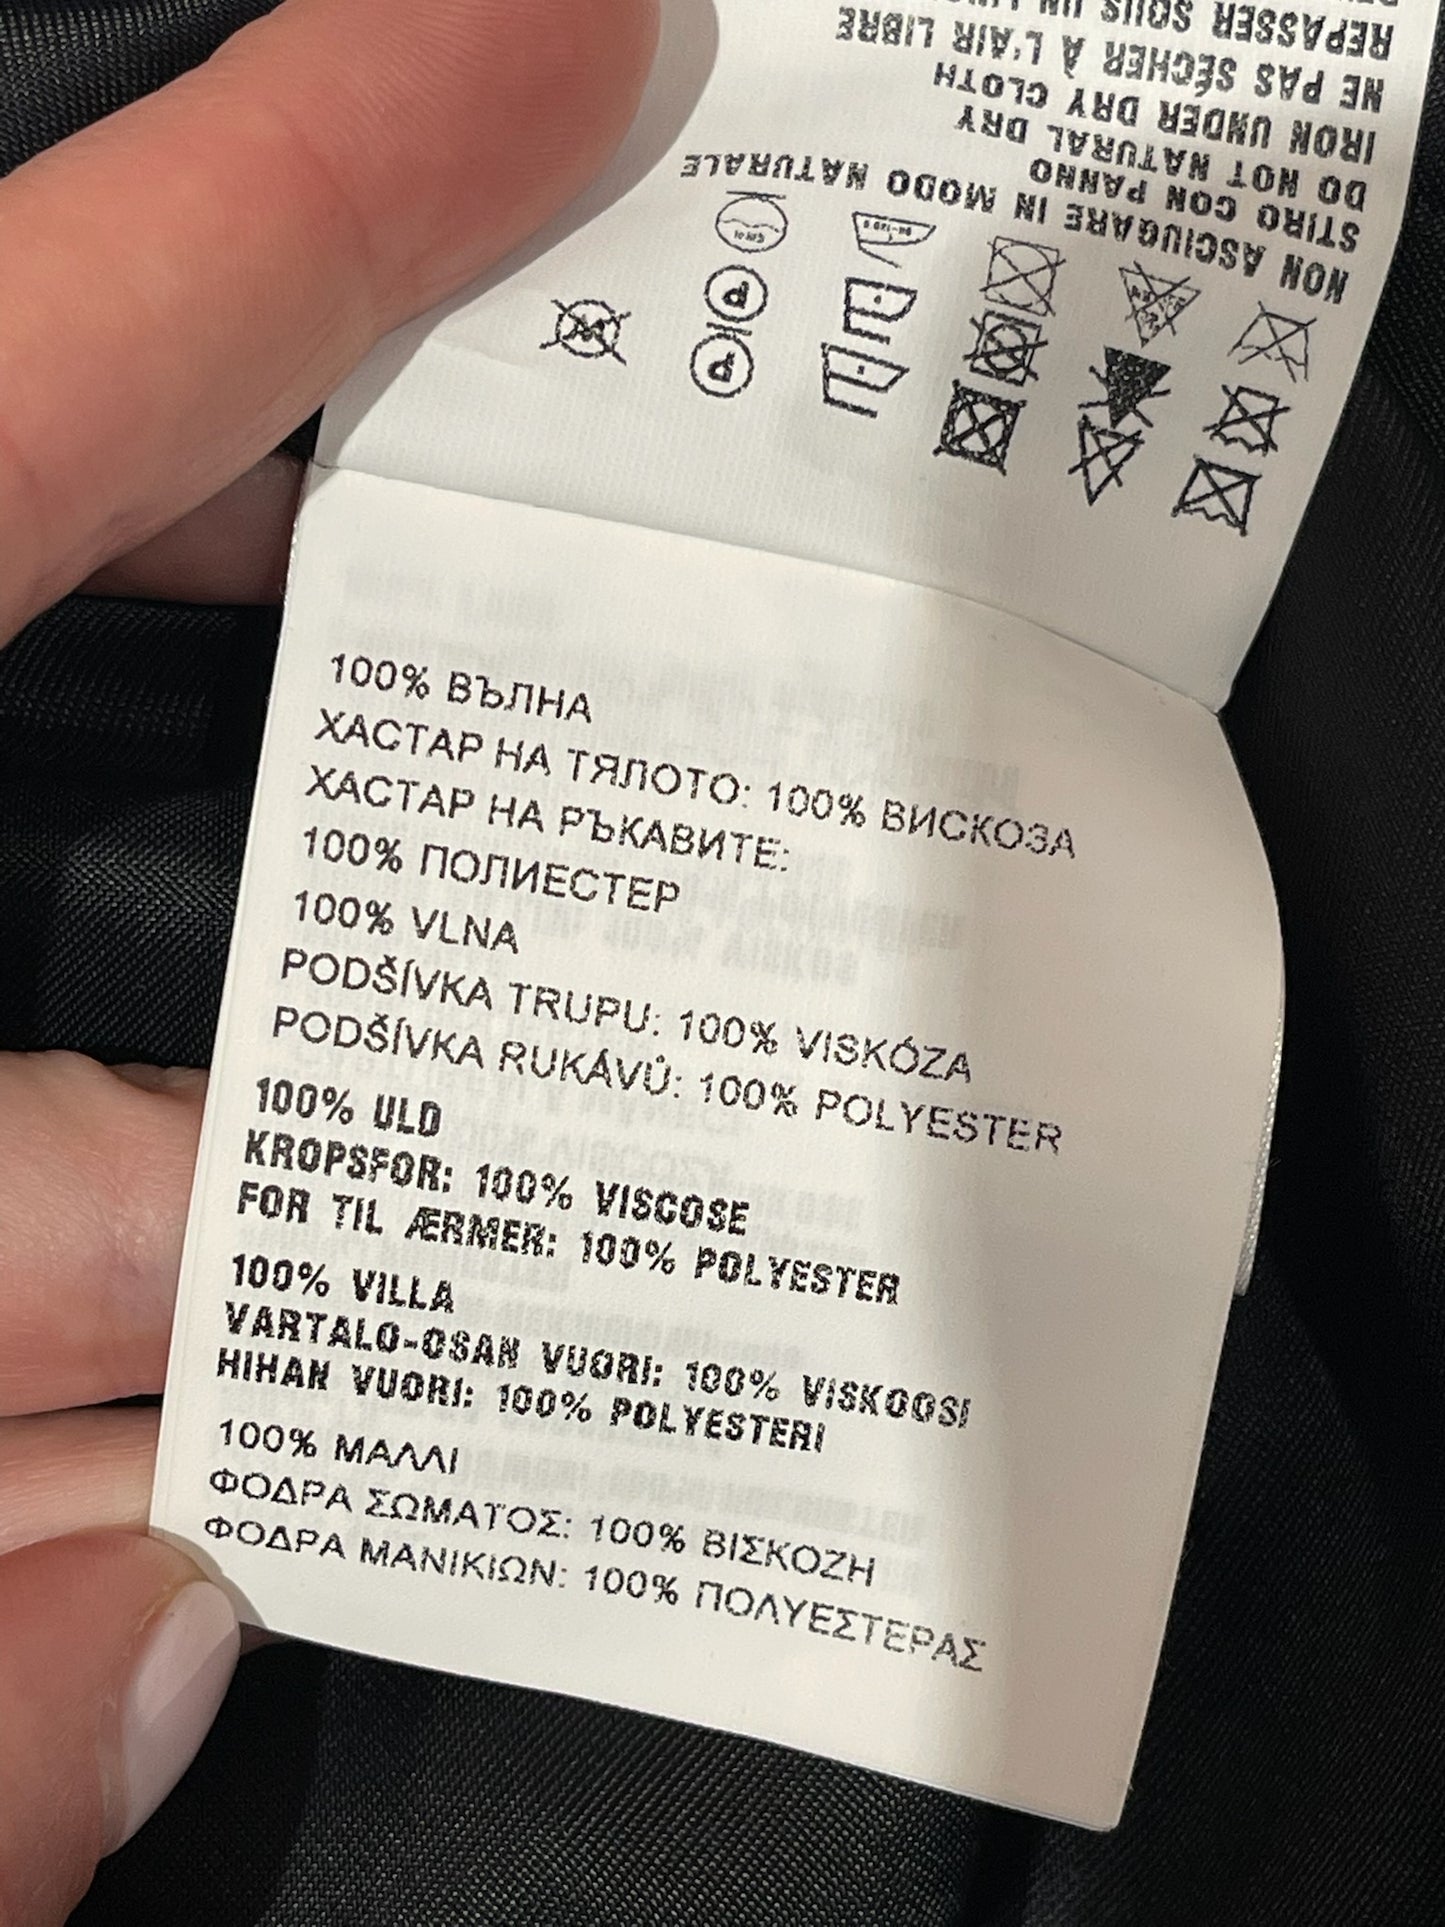 REPASSER SOUS UN
NE PAS SÉCHER À L'AIR LIBRE
IRON UNDER DRY CLOTH
DO NOT NATURAL DRY
STIRO CON PANNO
NON ASCIUGARE IN MODO NATURALE
P
P
100% ВЪЛНА
ХАСТАР НА ТЯЛОТО: 100% ВИСКОЗА
ХАСТАР НА РЪКАВИТЕ:
100% ПОЛИЕСТЕР
100% VLNA
PODŠÍVKA TRUPU: 100% VISKÓZA
PODŠÍVKA RUKÁVŮ: 100% POLYESTER
100% ULD
KROPSFOR: 100% VISCOSE
FOR TIL ÆRMER: 100% POLYESTER
100% VILLA
VARTALO-OSAN VUORI: 100% VISKOOSI
HIHAN VUORI: 100% POLYESTERI
100% ΜΑΛΛΙ
ΦΟΔΡΑ ΣΩΜΑΤΟΣ: 100% ΒΙΣΚΟΖΗ
ΦΟΔΡΑ ΜΑΝΙΚΙΩΝ: 100% ΠΟΛΥΕΣΤΕΡΑΣ